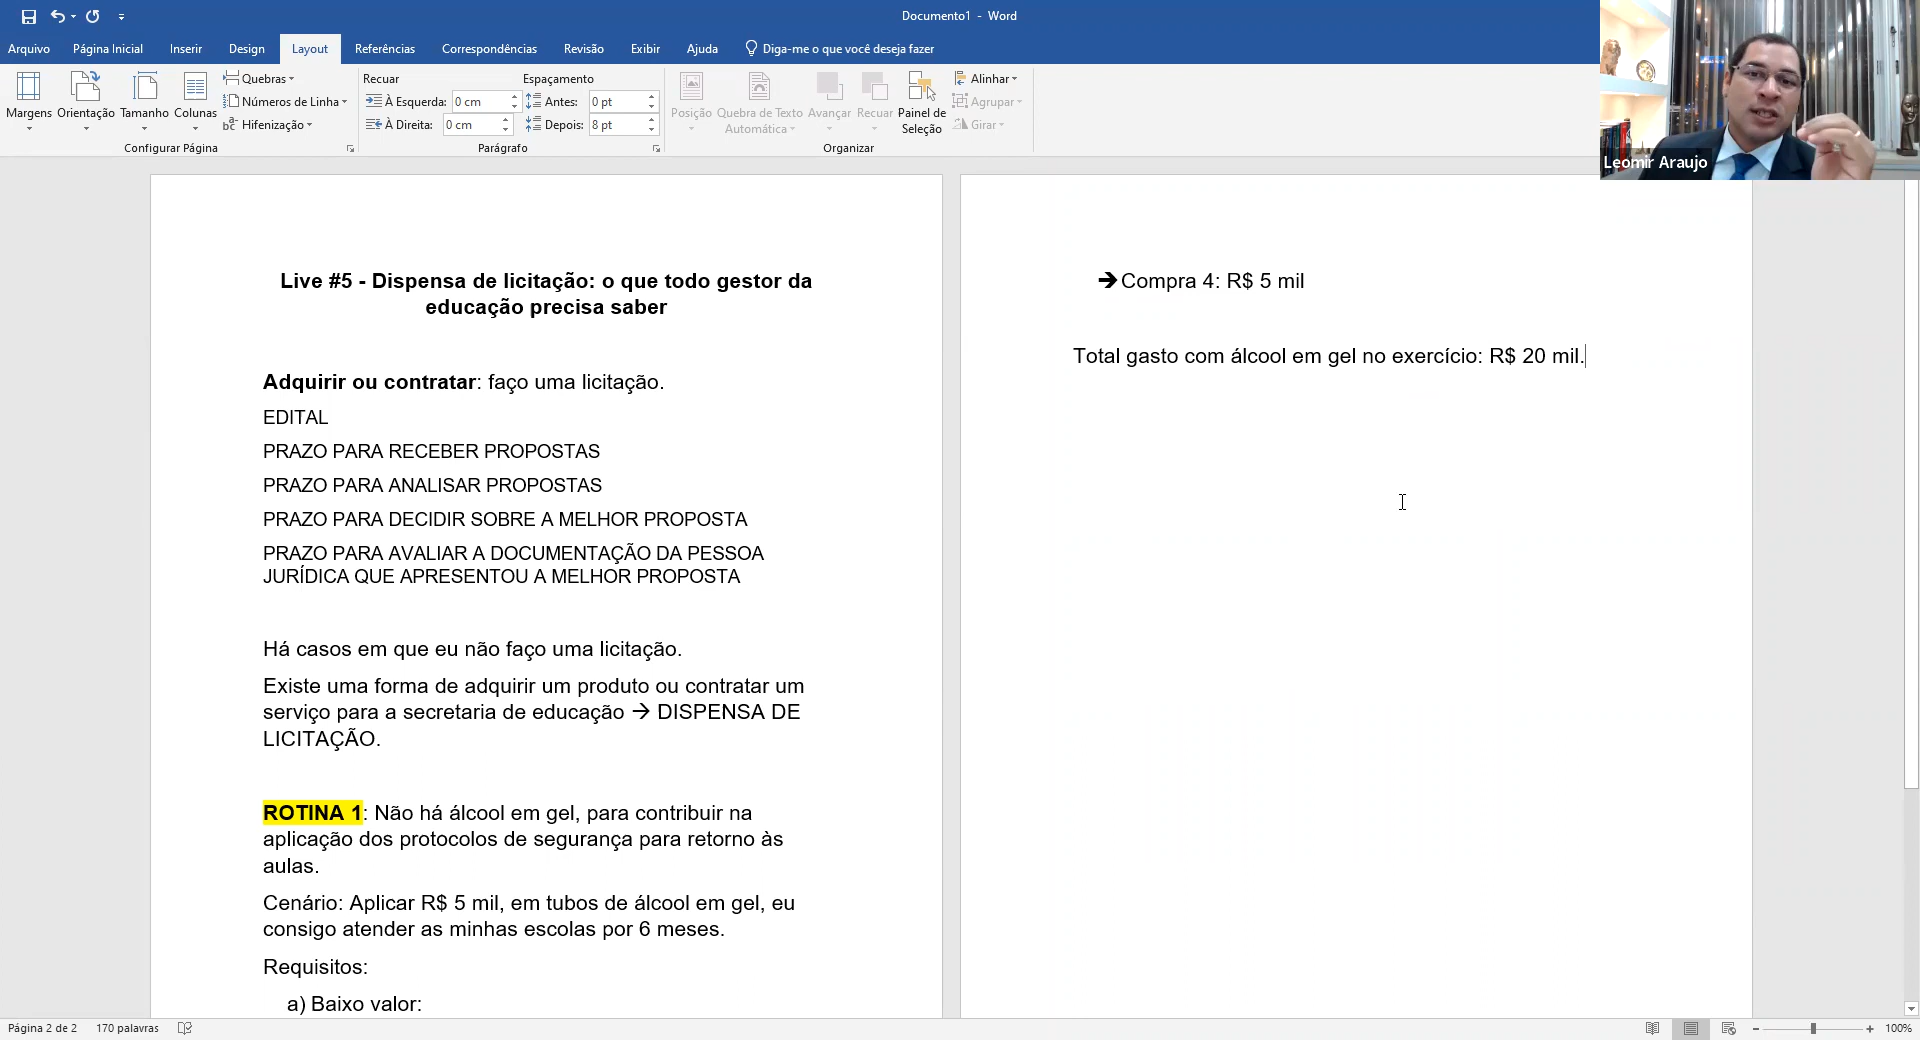 Documento1 - Word
Arquivo
Página Inicial
Inserir
Design
Layout
Referências
Correspondências
Revisão
Exibir
Ajuda
Diga-me o que você deseja fazer
Margens
Orientação
Tamanho
Colunas
Quebras
Números de Linha
Hifenização
Configurar Página
Recuar
À Esquerda: 0 cm
À Direita: 0 cm
Espaçamento
Antes: 0 pt
Depois: 8 pt
Parágrafo
Posição
Quebra de Texto
Automática
Avançar
Recuar
Painel de
Seleção
Alinhar
Agrupar
Girar
Organizar
Leomir Araujo
Live #5 - Dispensa de licitação: o que todo gestor da
educação precisa saber
Adquirir ou contratar: faço uma licitação.
EDITAL
PRAZO PARA RECEBER PROPOSTAS
PRAZO PARA ANALISAR PROPOSTAS
PRAZO PARA DECIDIR SOBRE A MELHOR PROPOSTA
PRAZO PARA AVALIAR A DOCUMENTAÇÃO DA PESSOA
JURÍDICA QUE APRESENTOU A MELHOR PROPOSTA
Há casos em que eu não faço uma licitação.
Existe uma forma de adquirir um produto ou contratar um
serviço para a secretaria de educação → DISPENSA DE
LICITAÇÃO.
ROTINA 1: Não há álcool em gel, para contribuir na
aplicação dos protocolos de segurança para retorno às
aulas.
Cenário: Aplicar R$ 5 mil, em tubos de álcool em gel, eu
consigo atender as minhas escolas por 6 meses.
Requisitos:
a) Baixo valor:
➔ Compra 4: R$ 5 mil
Total gasto com álcool em gel no exercício: R$ 20 mil.
Página 2 de 2
170 palavras
100%